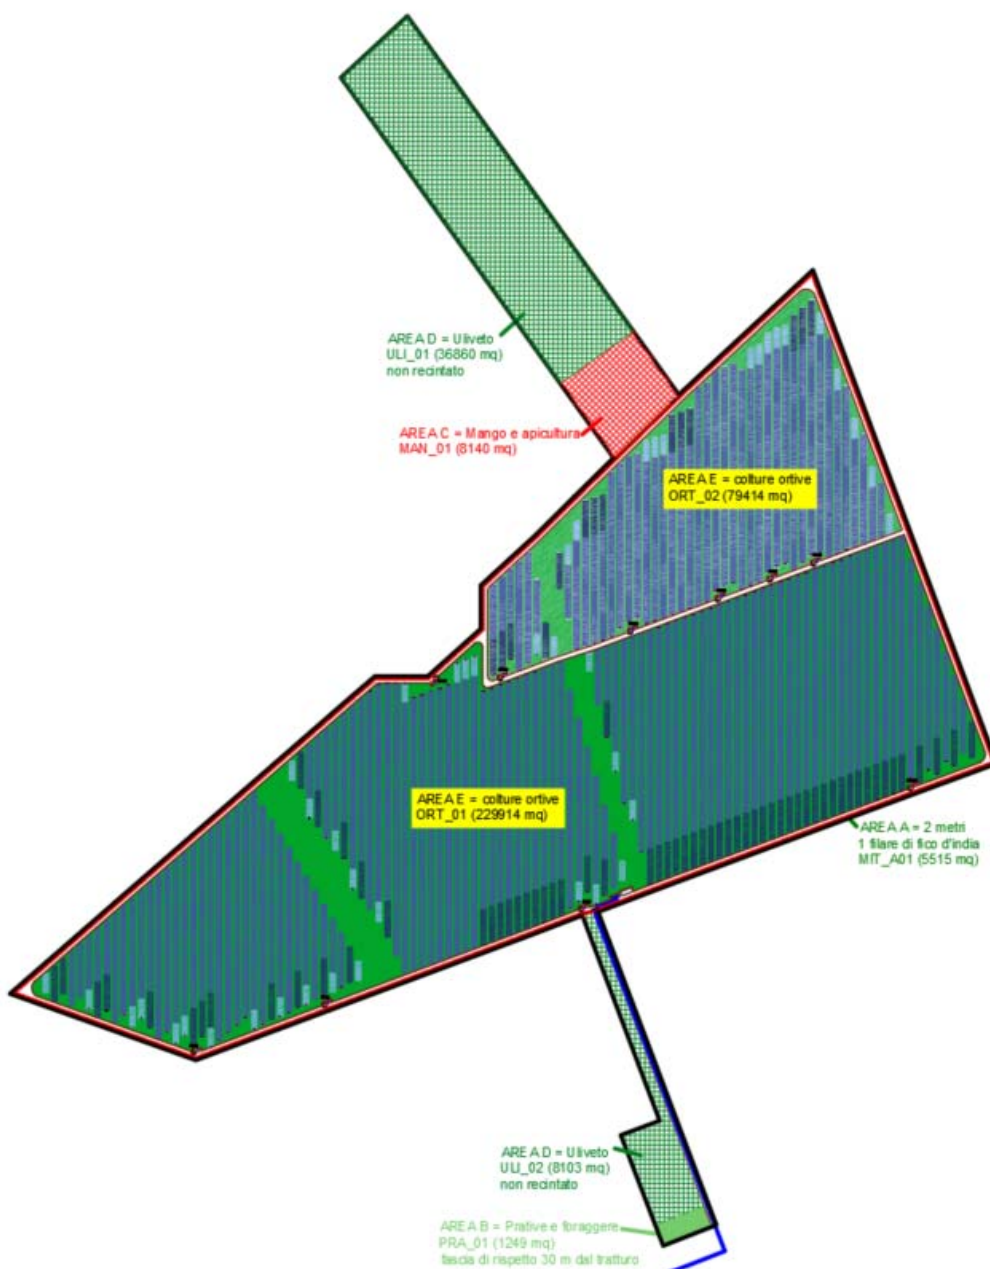 AREA D = Uliveto
ULI_01 (36860 mq)
non recintato
AREA C = Mango e apicultura
MAN_01 (8140 mq)
AREA E = colture ortive
ORT_02 (79414 mq)
AREA E = colture ortive
ORT_01 (229914 mq)
AREA A = 2 metri
1 filare di fico d'india
MIT_A01 (5515 mq)
AREA D = Uliveto
ULI_02 (8103 mq)
non recintato
AREA B = Prative e foraggere
PRA_01 (1249 mq)
fascia di rispetto 30 m dal tratturo